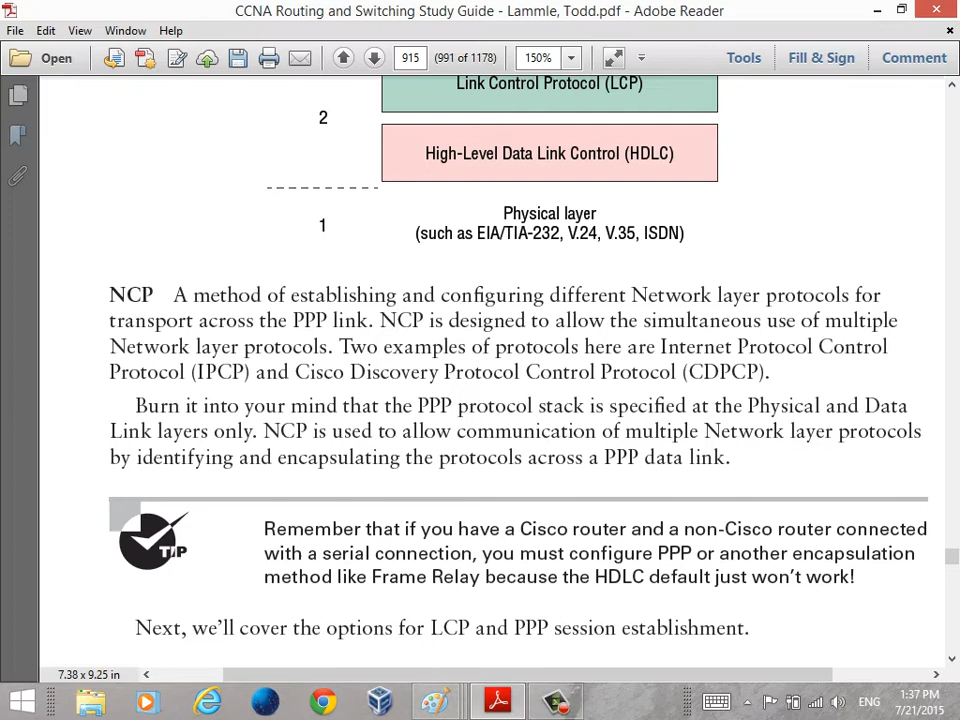 CCNA Routing and Switching Study Guide - Lammle, Todd.pdf - Adobe Reader
File Edit View Window Help
Open 915 (991 of 1178) 150% Tools Fill & Sign Comment
Link Control Protocol (LCP)
2
High-Level Data Link Control (HDLC)
1
Physical layer
(such as EIA/TIA-232, V.24, V.35, ISDN)
NCP A method of establishing and configuring different Network layer protocols for
transport across the PPP link. NCP is designed to allow the simultaneous use of multiple
Network layer protocols. Two examples of protocols here are Internet Protocol Control
Protocol (IPCP) and Cisco Discovery Protocol Control Protocol (CDPCP).
Burn it into your mind that the PPP protocol stack is specified at the Physical and Data
Link layers only. NCP is used to allow communication of multiple Network layer protocols
by identifying and encapsulating the protocols across a PPP data link.
TIP
Remember that if you have a Cisco router and a non-Cisco router connected
with a serial connection, you must configure PPP or another encapsulation
method like Frame Relay because the HDLC default just won't work!
Next, we'll cover the options for LCP and PPP session establishment.
7.38 x 9.25 in
ENG
1:37 PM
7/21/2015